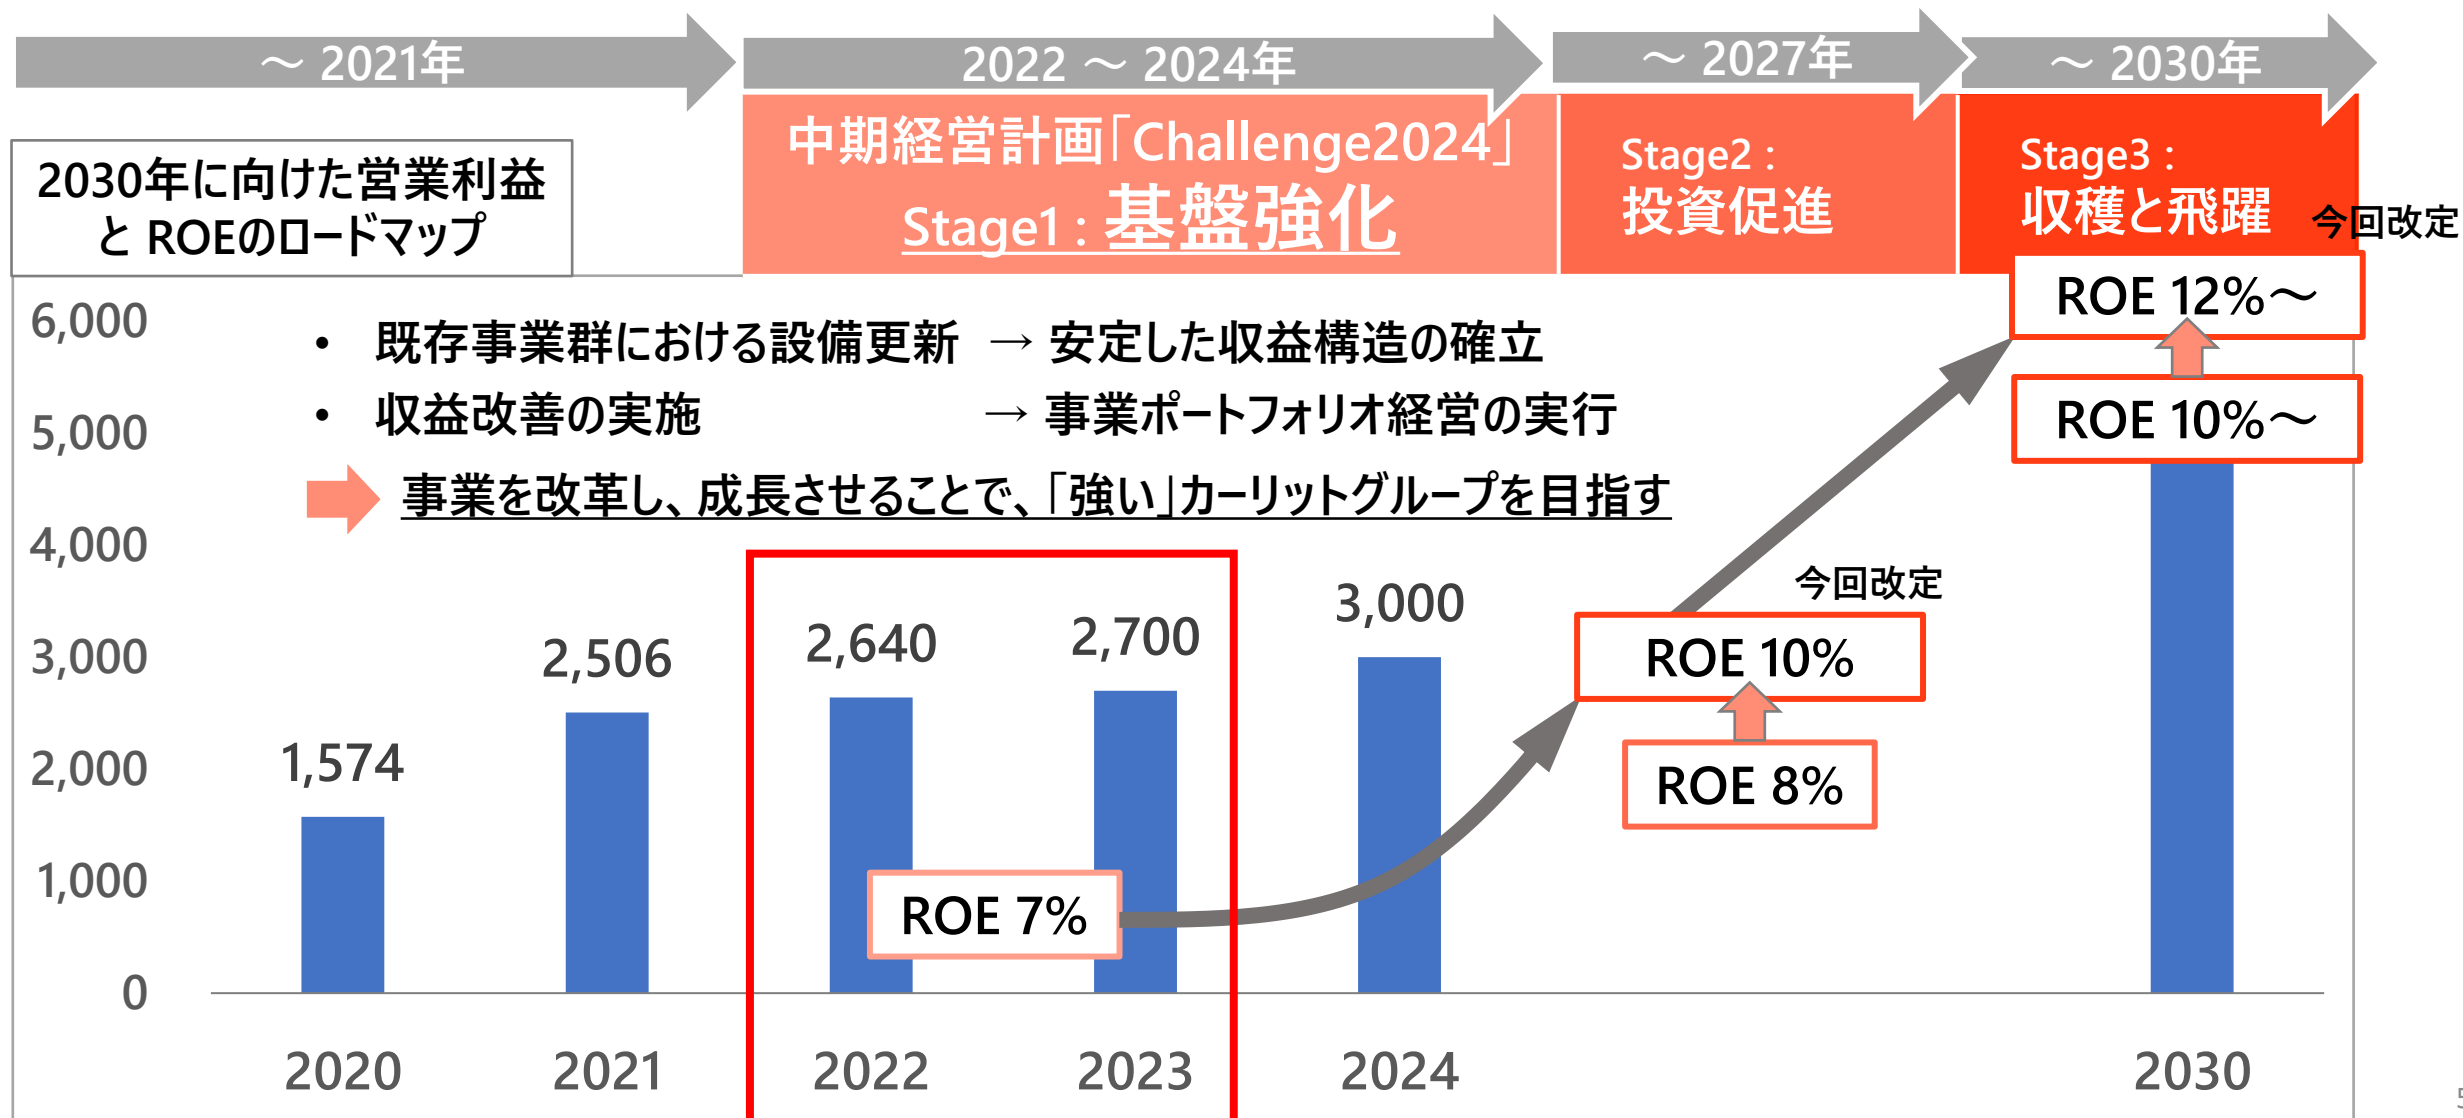 ～ 2021年
2022 ～ 2024年
～ 2027年
～ 2030年
2030年に向けた営業利益
と ROEのロードマップ
中期経営計画「Challenge2024」
Stage1 : 基盤強化
Stage2 :
投資促進
Stage3 :
収穫と飛躍
今回改定
ROE 12%～
ROE 10%～
• 既存事業群における設備更新 → 安定した収益構造の確立
• 収益改善の実施 → 事業ポートフォリオ経営の実行
事業を改革し、成長させることで、「強い」カーリットグループを目指す
6,000
5,000
4,000
3,000
2,000
1,000
0
1,574
2,506
2,640
2,700
3,000
今回改定
ROE 10%
ROE 8%
ROE 7%
2020
2021
2022
2023
2024
2030